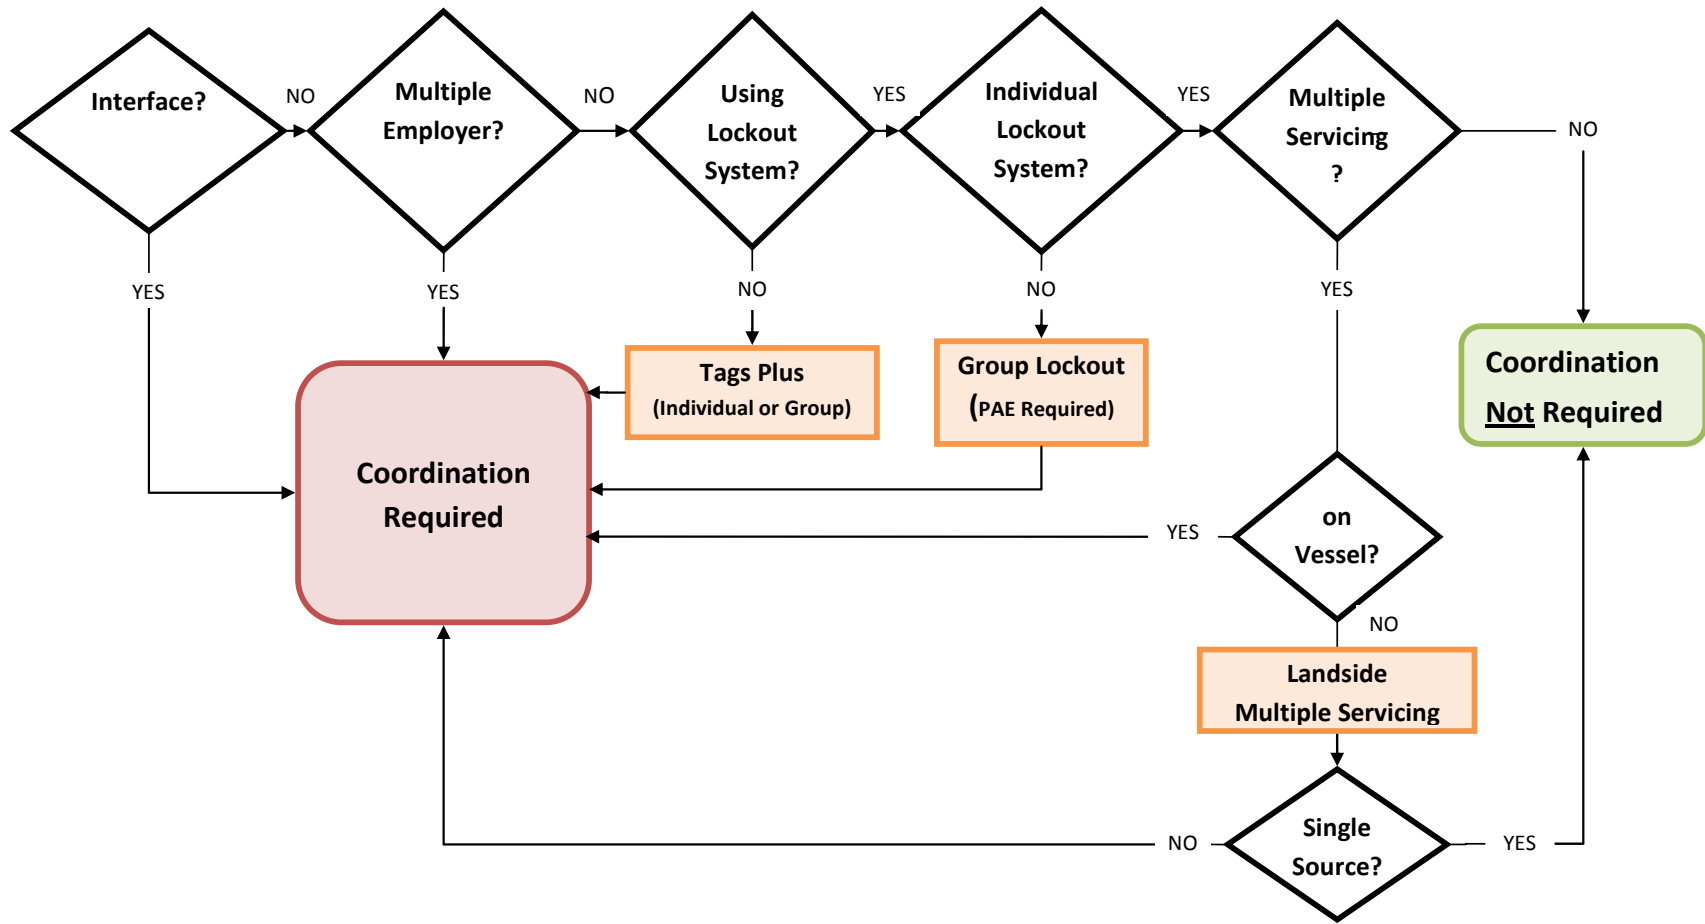 Interface?
NO
Multiple
Employer?
NO
Using
Lockout
System?
YES
Individual
Lockout
System?
YES
Multiple
Servicing
?
NO
YES
YES
NO
NO
YES
Tags Plus
(Individual or Group)
Group Lockout
(PAE Required)
Coordination
Not Required
Coordination
Required
YES
on
Vessel?
NO
Landside
Multiple Servicing
NO
Single
Source?
YES